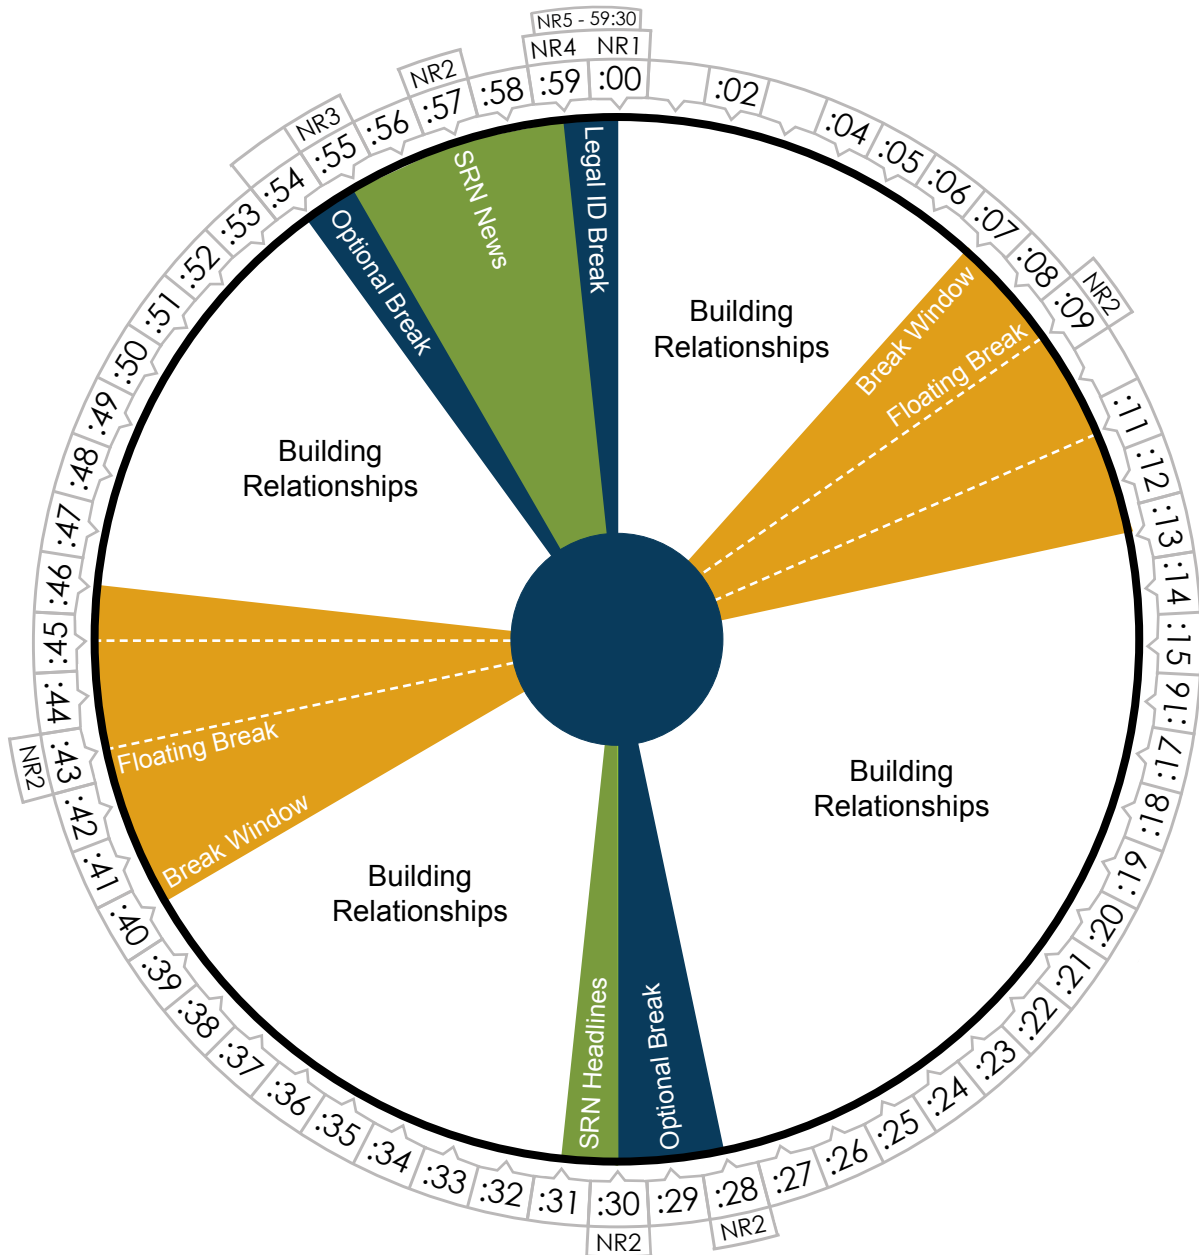 NR5 - 59:30
NR4 NR1
:00
:02
:04
:05
:06
:07
:08
:09
NR2
:11
:12
:13
:14
:15
:16
:17
:18
:19
:20
:21
:22
:23
:24
:25
:26
:27
:28
NR2
:29
:30
NR2
:31
:32
:33
:34
:35
:36
:37
:38
:39
:40
:41
:42
:43
NR2
:44
:45
:46
:47
:48
:49
:50
:51
:52
:53
:54
:55
NR3
:56
:57
NR2
:58
:59
Legal ID Break
Building
Relationships
Break Window
Floating Break
Building
Relationships
Optional Break
SRN Headlines
Building
Relationships
Break Window
Floating Break
Building
Relationships
Optional Break
SRN News